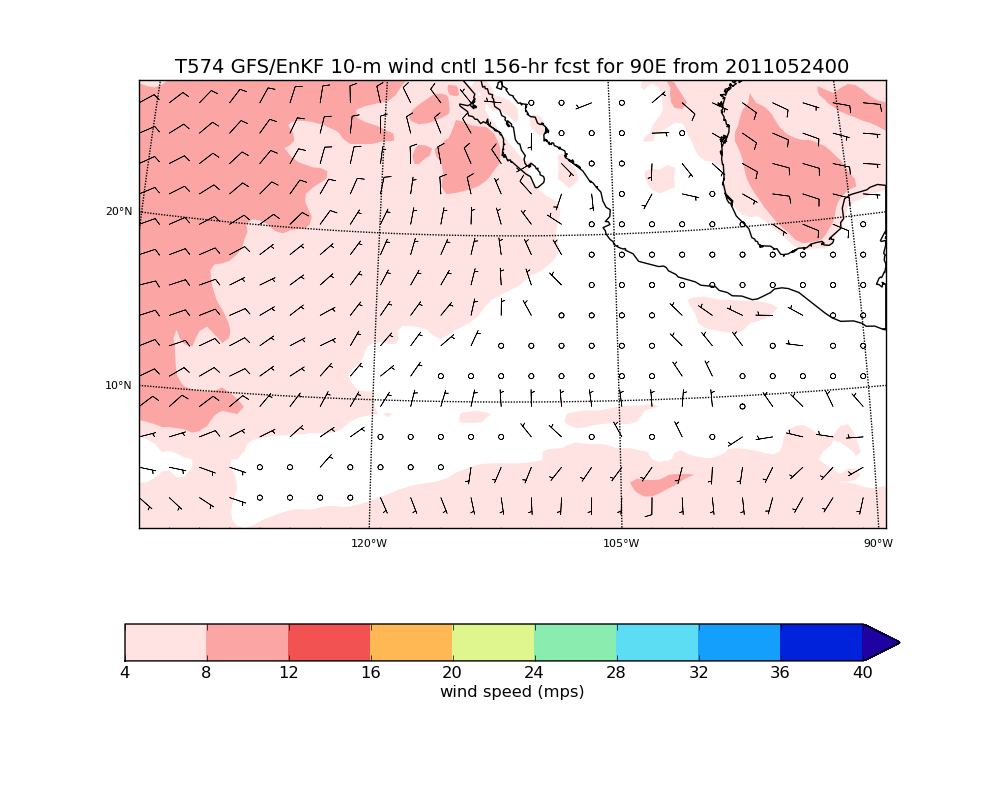 T574 GFS/EnKF 10-m wind cntl 156-hr fcst for 90E from 2011052400
20°N
10°N
120°W 105°W 90°W
4 8 12 16 20 24 28 32 36 40
wind speed (mps)